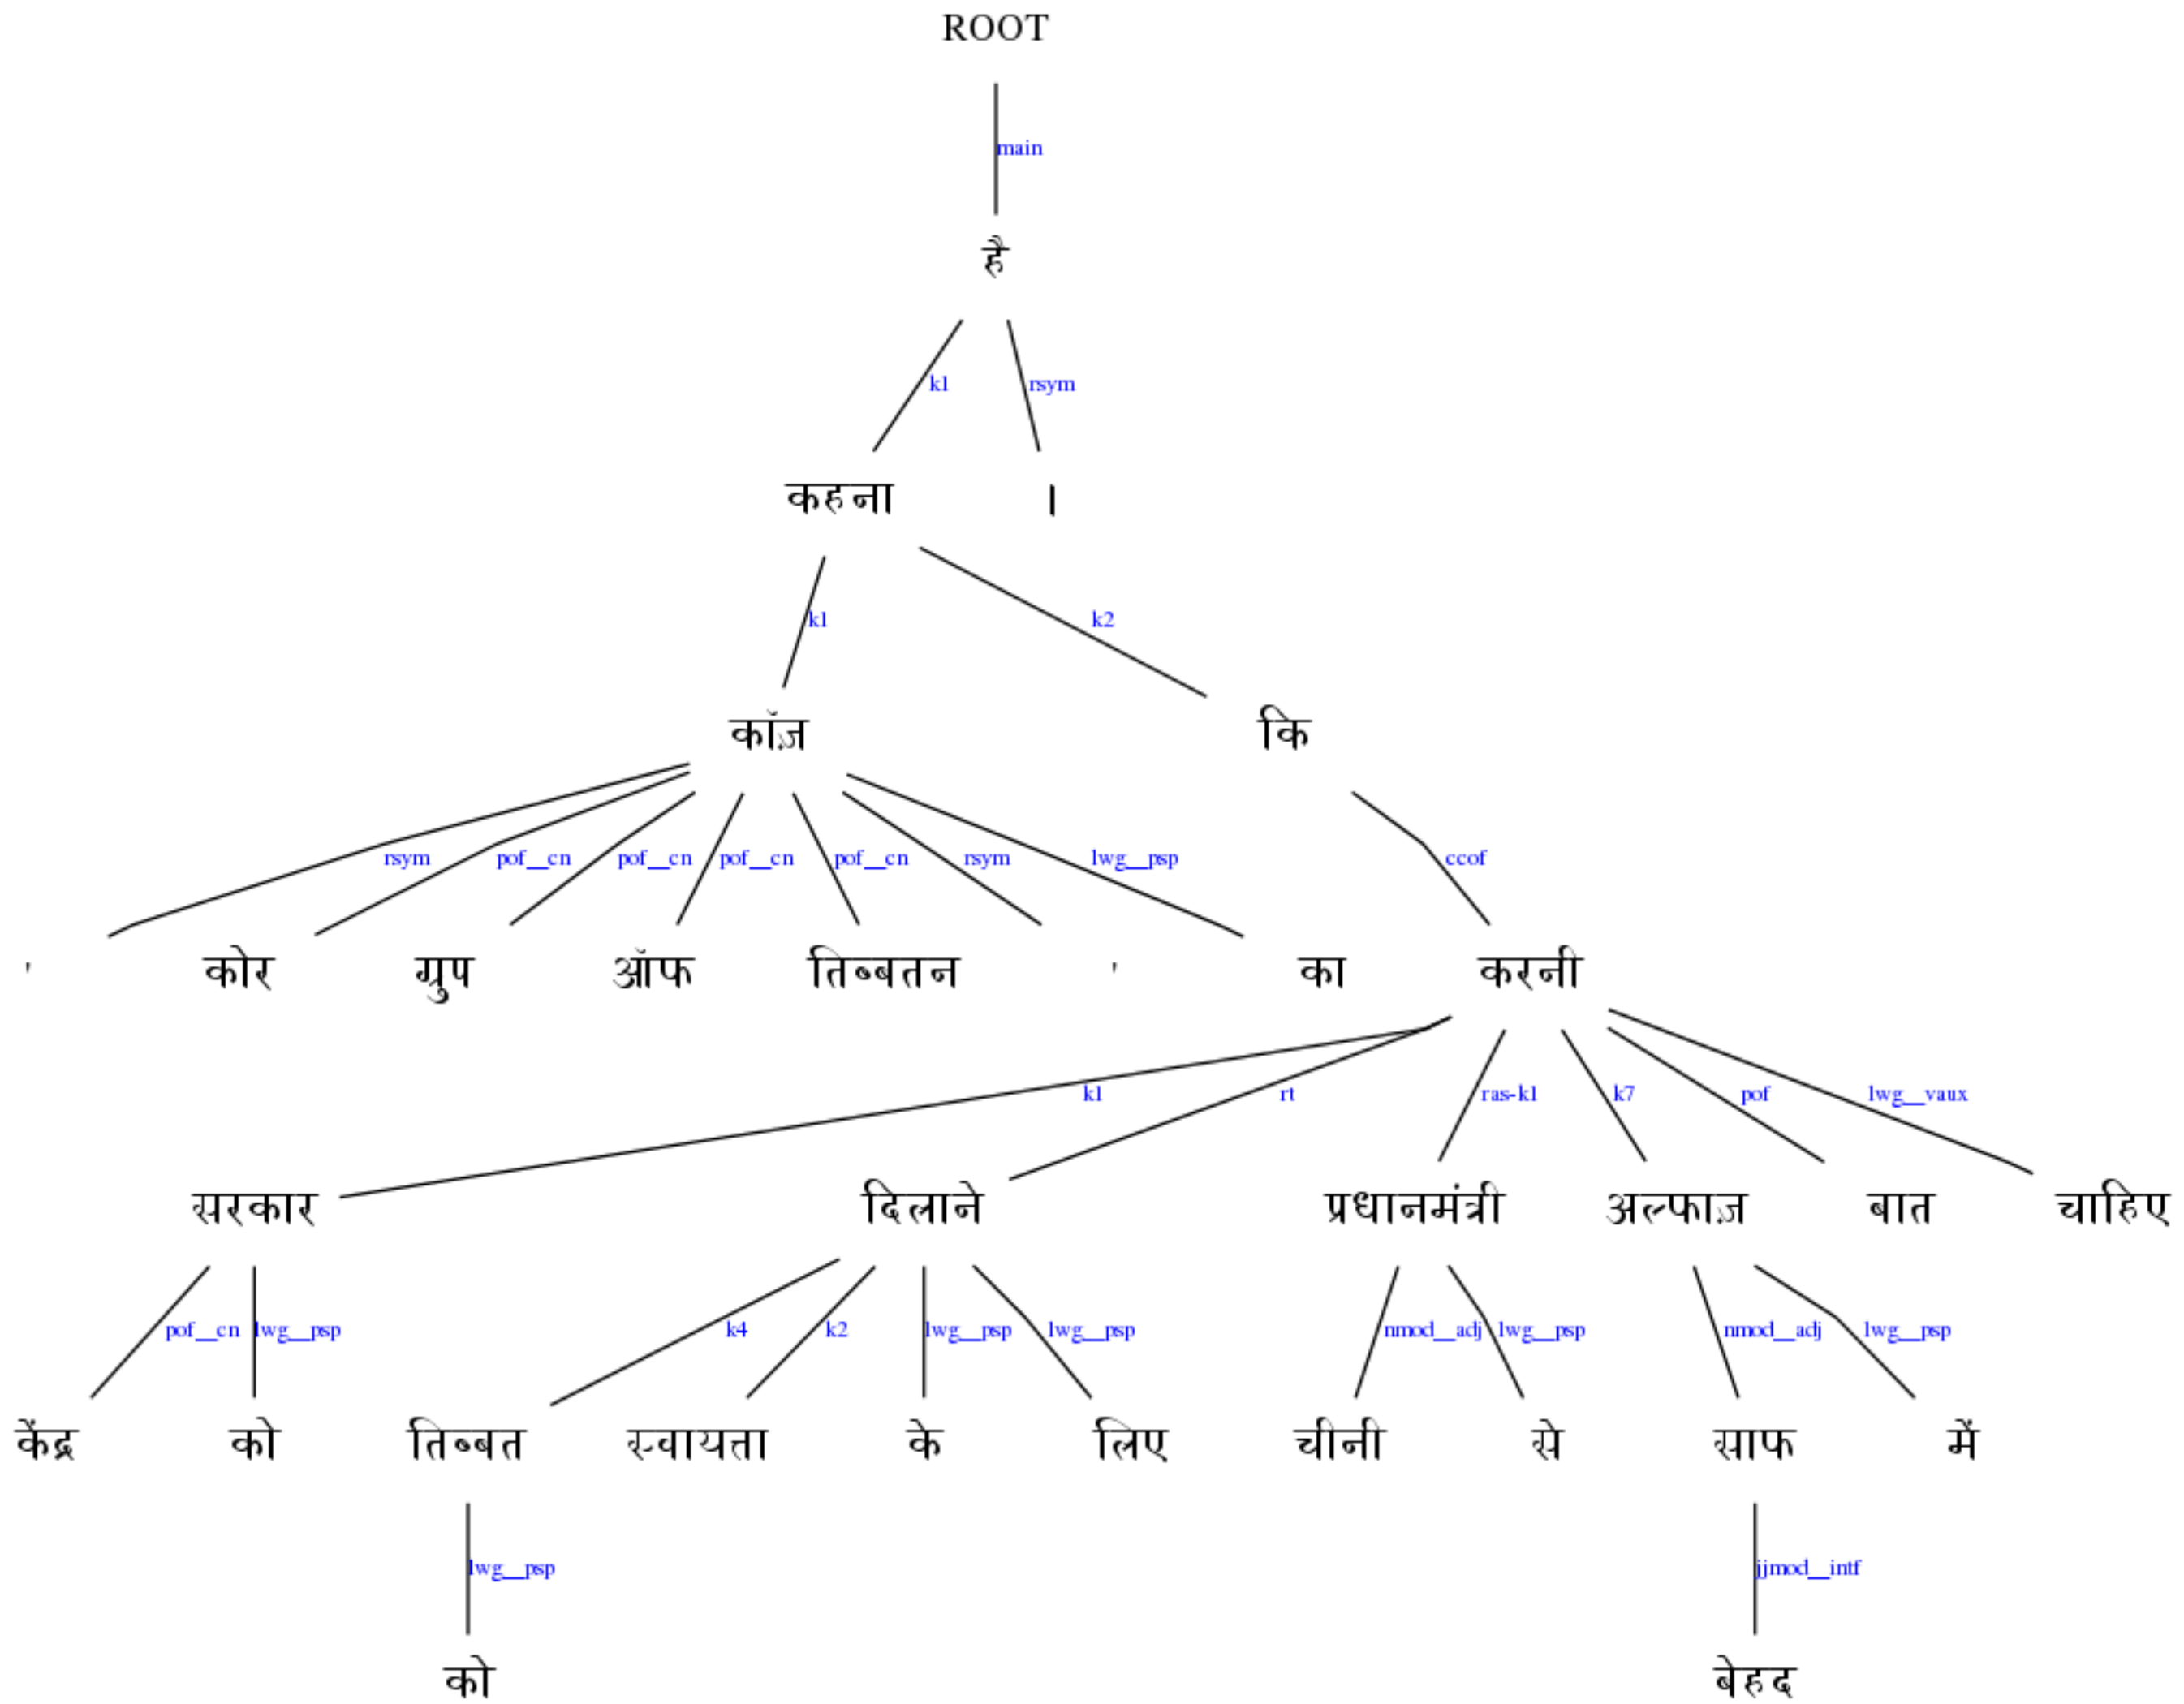 ROOT
main
है
k1 rsym
कहना ।
k1 k2
कॉज़ कि
rsym pof__cn pof__cn pof__cn pof__cn rsym lwg__psp ccof
' कोर ग्रुप ऑफ तिब्बतन ' का करनी
k1 rt ras-k1 k7 pof lwg__vaux
सरकार दिलाने प्रधानमंत्री अल्फाज़ बात चाहिए
pof__cn lwg__psp k4 k2 lwg__psp lwg__psp nmod__adj lwg__psp nmod__adj lwg__psp
केंद्र को तिब्बत स्वायत्ता के लिए चीनी से साफ में
lwg__psp jjmod__intf
को बेहद